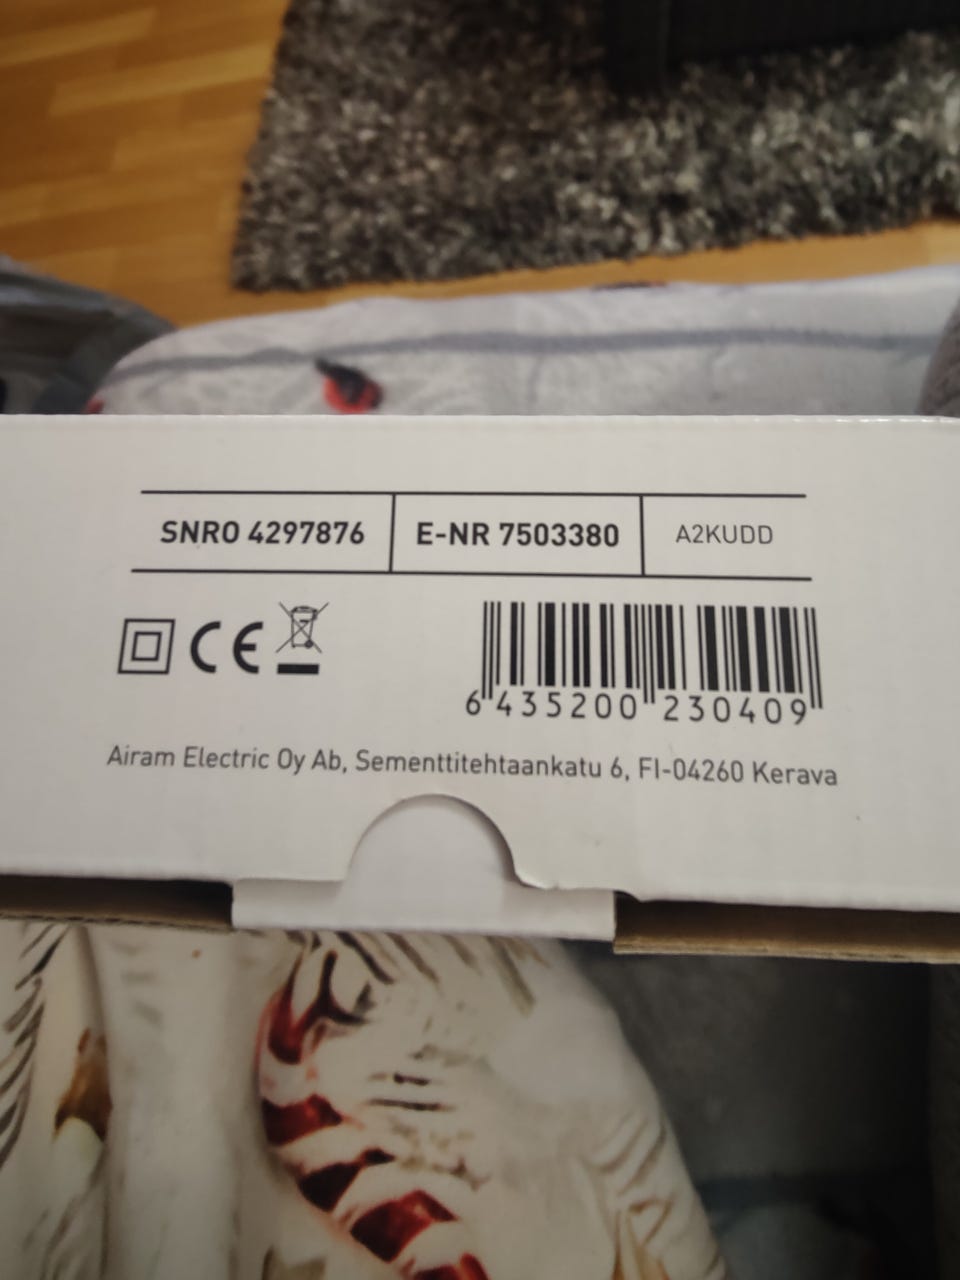 SNRO 4297876 E-NR 7503380 A2KUDD
CE
6 435200 230409
Airam Electric Oy Ab, Sementtitehtaankatu 6, FI-04260 Kerava